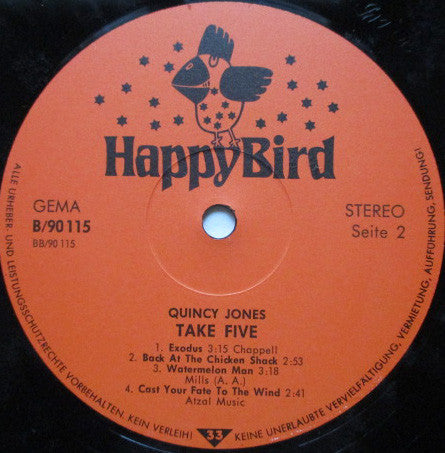 HappyBird
GEMA
B/90115
BB/90115
STEREO
Seite 2
QUINCY JONES
TAKE FIVE
1. Exodus 3:15 Chappell
2. Back At The Chicken Shack 2:53
3. Watermelon Man 3:18
Mills (A. A.)
4. Cast Your Fate To The Wind 2:41
Atzal Music
ALLE URHEBER. UND LEISTUNGSSCHUTZRECHTE VORBEHALTEN. KEIN VERLEIH! 33 KEINE UNERLAUBTE VERVIELFÄLTIGUNG, VERMIETUNG, AUFFÜHRUNG, SENDUNG!